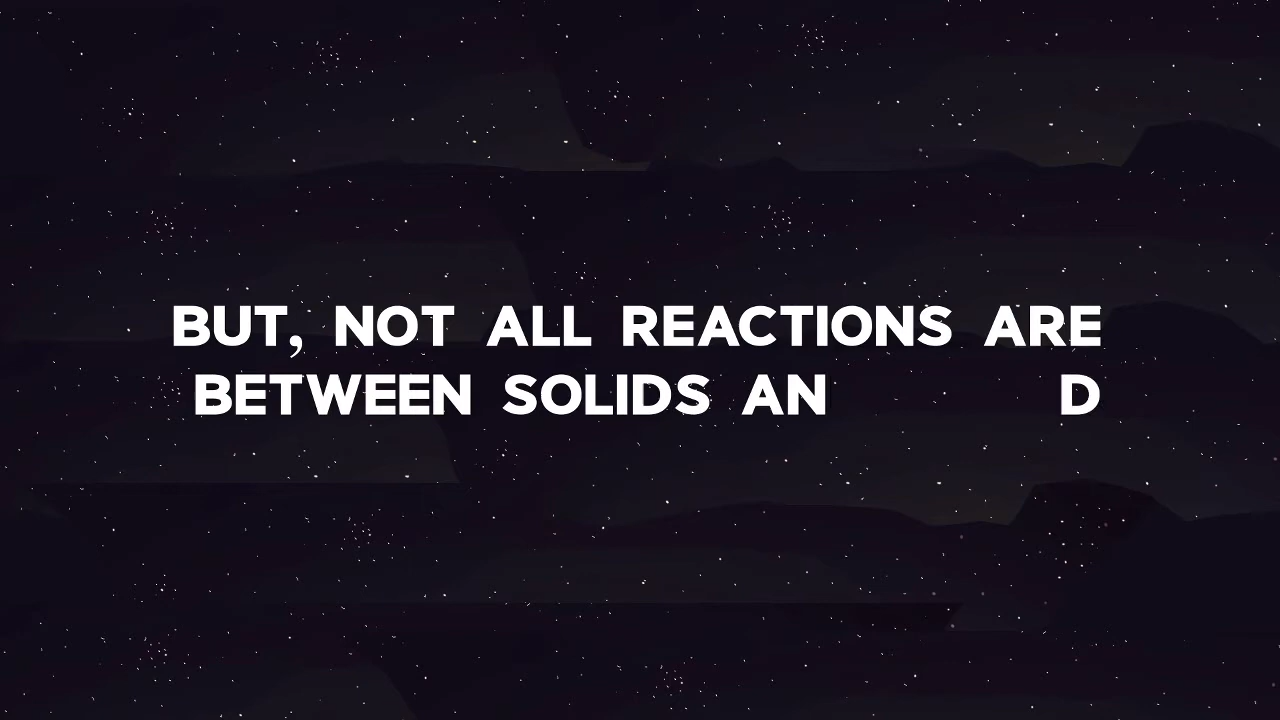 BUT, NOT ALL REACTIONS ARE
BETWEEN SOLIDS AN D